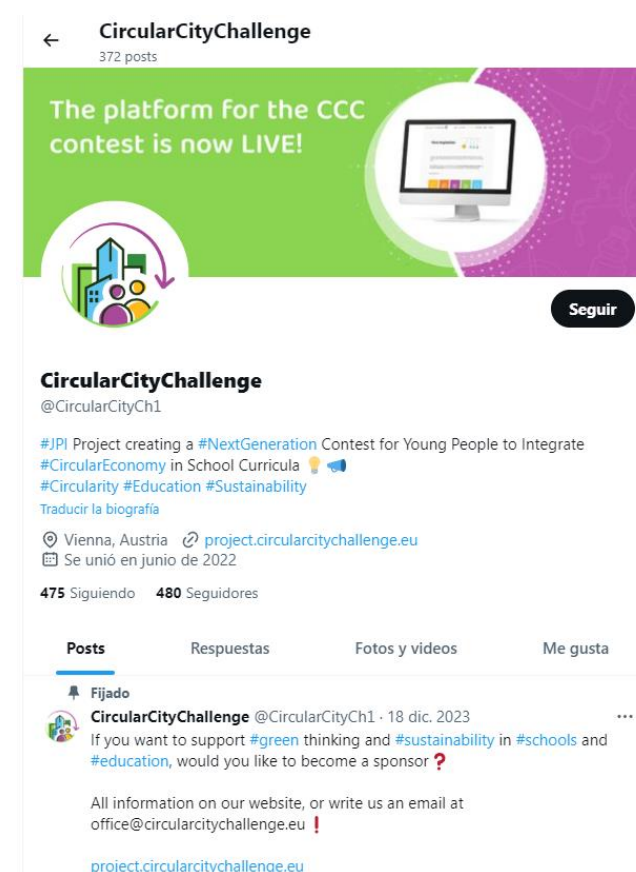 CircularCityChallenge
372 posts
The platform for the CCC
contest is now LIVE!
Seguir
CircularCityChallenge
@CircularCityCh1
#JPI Project creating a #NextGeneration Contest for Young People to Integrate
#CircularEconomy in School Curricula 💡 📣
#Circularity #Education #Sustainability
Traducir la biografía
Vienna, Austria project.circularcitychallenge.eu
Se unió en junio de 2022
475 Siguiendo 480 Seguidores
Posts Respuestas Fotos y videos Me gusta
Fijado
CircularCityChallenge @CircularCityCh1 · 18 dic. 2023
If you want to support #green thinking and #sustainability in #schools and
#education, would you like to become a sponsor ❓
All information on our website, or write us an email at
office@circularcitychallenge.eu ❗
project.circularcitychallenge.eu